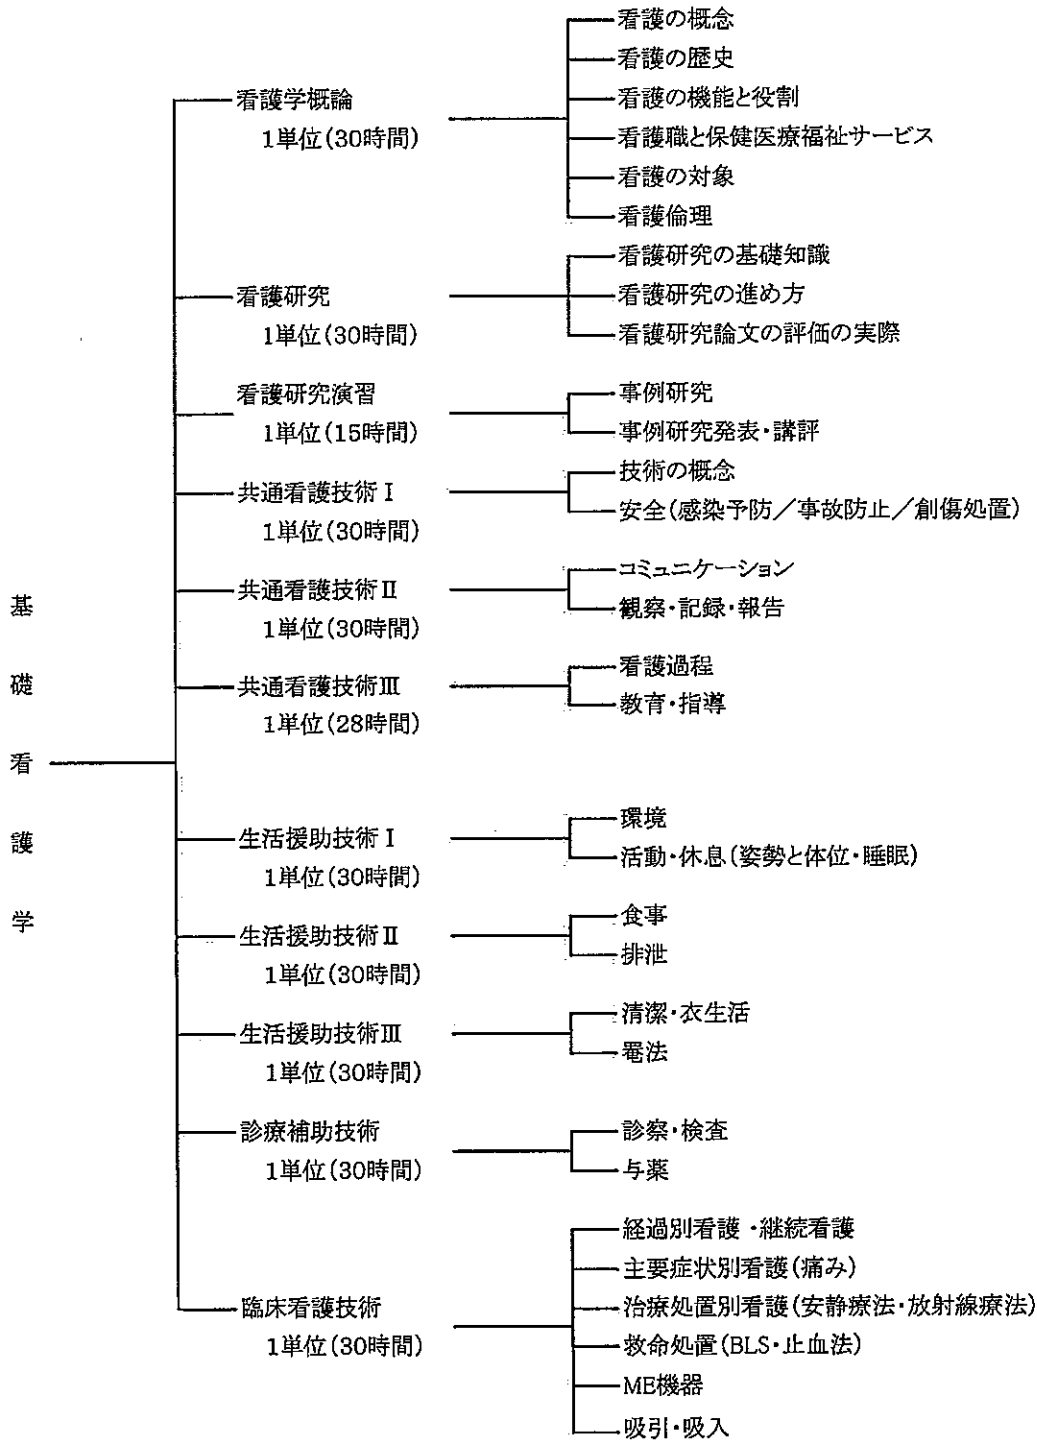 基礎看護学
看護学概論
1単位(30時間)
看護の概念
看護の歴史
看護の機能と役割
看護職と保健医療福祉サービス
看護の対象
看護倫理
看護研究
1単位(30時間)
看護研究の基礎知識
看護研究の進め方
看護研究論文の評価の実際
看護研究演習
1単位(15時間)
事例研究
事例研究発表・講評
共通看護技術Ⅰ
1単位(30時間)
技術の概念
安全(感染予防/事故防止/創傷処置)
共通看護技術Ⅱ
1単位(30時間)
コミュニケーション
観察・記録・報告
共通看護技術Ⅲ
1単位(28時間)
看護過程
教育・指導
生活援助技術Ⅰ
1単位(30時間)
環境
活動・休息(姿勢と体位・睡眠)
生活援助技術Ⅱ
1単位(30時間)
食事
排泄
生活援助技術Ⅲ
1単位(30時間)
清潔・衣生活
罨法
診療補助技術
1単位(30時間)
診察・検査
与薬
臨床看護技術
1単位(30時間)
経過別看護・継続看護
主要症状別看護(痛み)
治療処置別看護(安静療法・放射線療法)
救命処置(BLS・止血法)
ME機器
吸引・吸入